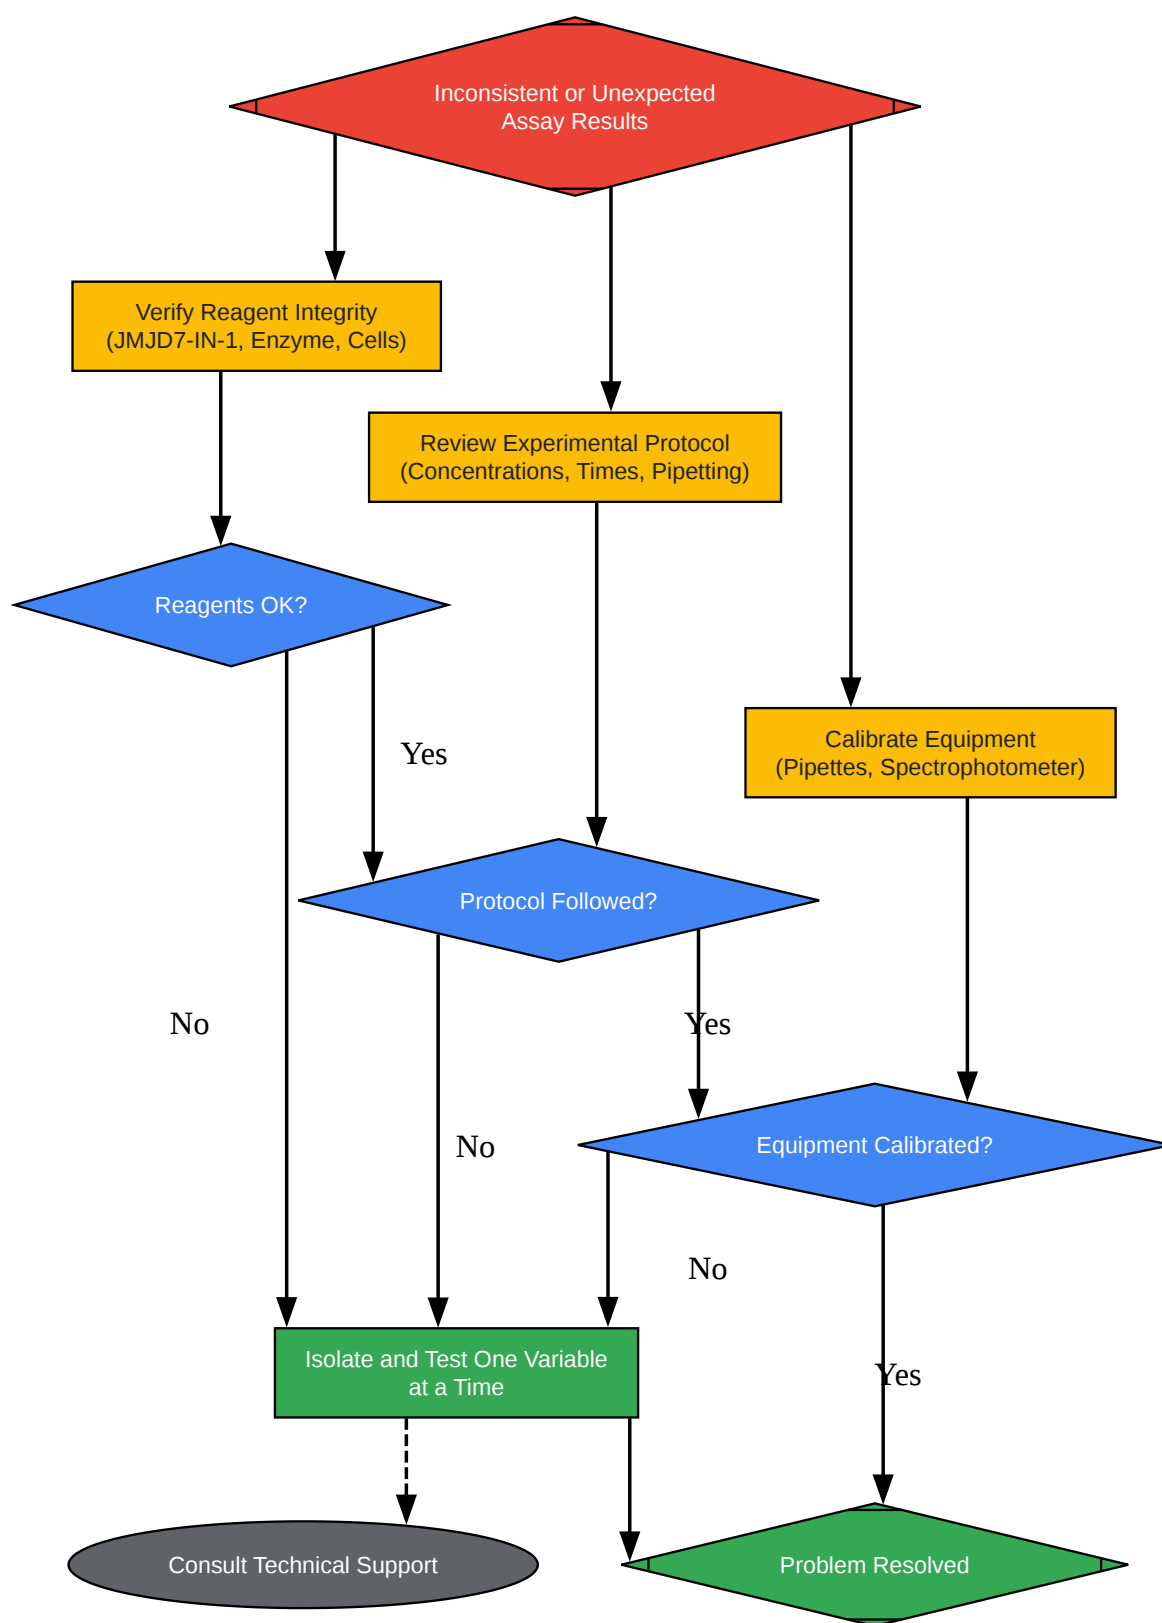 Inconsistent or Unexpected
Assay Results
Verify Reagent Integrity
(JMJD7-IN-1, Enzyme, Cells)
Review Experimental Protocol
(Concentrations, Times, Pipetting)
Reagents OK?
Yes
Calibrate Equipment
(Pipettes, Spectrophotometer)
Protocol Followed?
No
Yes
No
Equipment Calibrated?
No
Isolate and Test One Variable
at a Time
Yes
Consult Technical Support
Problem Resolved